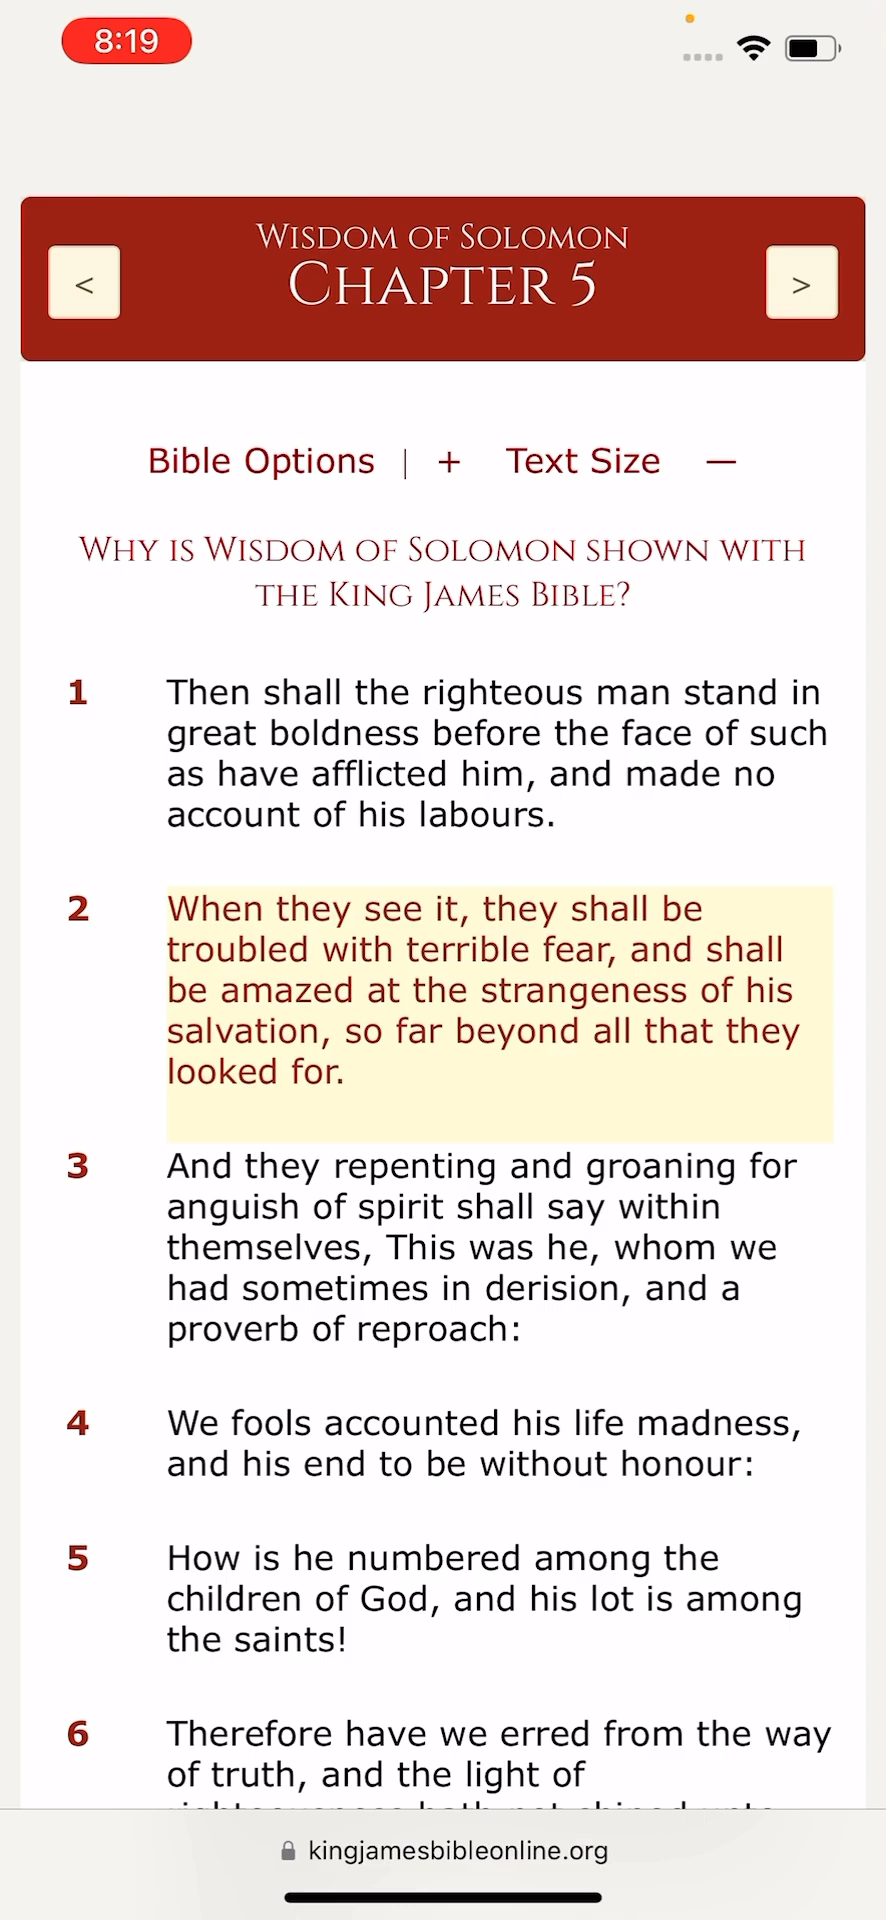 8:19
Wisdom of Solomon
Chapter 5
<
>
Bible Options | + Text Size —
Why is Wisdom of Solomon shown with
the King James Bible?
1 Then shall the righteous man stand in
great boldness before the face of such
as have afflicted him, and made no
account of his labours.
2 When they see it, they shall be
troubled with terrible fear, and shall
be amazed at the strangeness of his
salvation, so far beyond all that they
looked for.
3 And they repenting and groaning for
anguish of spirit shall say within
themselves, This was he, whom we
had sometimes in derision, and a
proverb of reproach:
4 We fools accounted his life madness,
and his end to be without honour:
5 How is he numbered among the
children of God, and his lot is among
the saints!
6 Therefore have we erred from the way
of truth, and the light of
kingjamesbibleonline.org